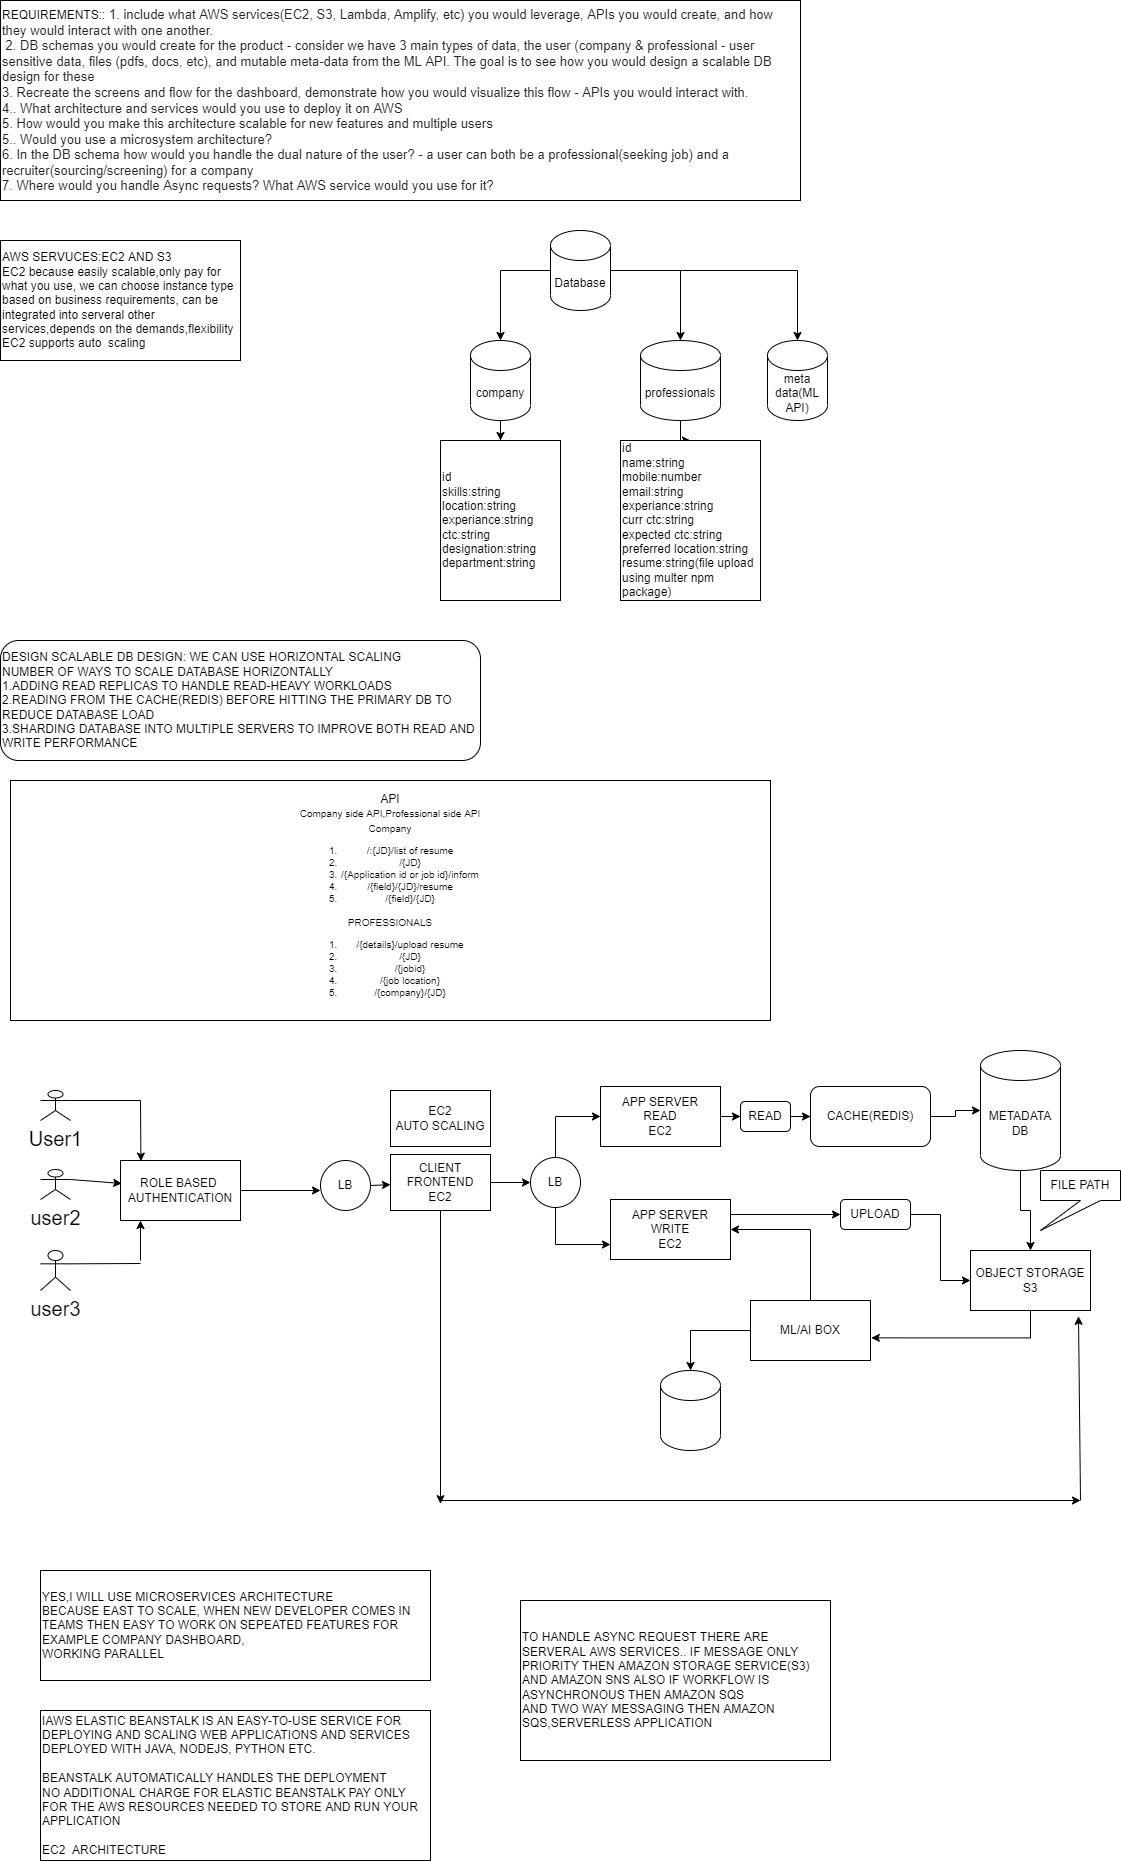 REQUIREMENTS:: 1. include what AWS services(EC2, S3, Lambda, Amplify, etc) you would leverage, APIs you would create, and how
they would interact with one another.
2. DB schemas you would create for the product - consider we have 3 main types of data, the user (company & professional - user
sensitive data, files (pdfs, docs, etc), and mutable meta-data from the ML API. The goal is to see how you would design a scalable DB
design for these
3. Recreate the screens and flow for the dashboard, demonstrate how you would visualize this flow - APIs you would interact with.
4.. What architecture and services would you use to deploy it on AWS
5. How would you make this architecture scalable for new features and multiple users
5.. Would you use a microsystem architecture?
6. In the DB schema how would you handle the dual nature of the user? - a user can both be a professional(seeking job) and a
recruiter(sourcing/screening) for a company
7. Where would you handle Async requests? What AWS service would you use for it?
AWS SERVUCES:EC2 AND S3
EC2 because easily scalable,only pay for
what you use, we can choose instance type
based on business requirements, can be
integrated into serveral other
services,depends on the demands,flexibility
EC2 supports auto scaling
Database
company
professionals
meta
data(ML
API)
id
skills:string
location:string
experiance:string
ctc:string
designation:string
department:string
id
name:string
mobile:number
email:string
experiance:string
curr ctc:string
expected ctc:string
preferred location:string
resume:string(file upload
using multer npm
package)
DESIGN SCALABLE DB DESIGN: WE CAN USE HORIZONTAL SCALING
NUMBER OF WAYS TO SCALE DATABASE HORIZONTALLY
1.ADDING READ REPLICAS TO HANDLE READ-HEAVY WORKLOADS
2.READING FROM THE CACHE(REDIS) BEFORE HITTING THE PRIMARY DB TO
REDUCE DATABASE LOAD
3.SHARDING DATABASE INTO MULTIPLE SERVERS TO IMPROVE BOTH READ AND
WRITE PERFORMANCE
API
Company side API,Professional side API
Company
1. /:{JD}/list of resume
2. /{JD}
3. /{Application id or job id}/inform
4. /{field}/{JD}/resume
5. /{field}/{JD}
PROFESSIONALS
1. /{details}/upload resume
2. /{JD}
3. /{jobid}
4. /{job location}
5. /{company}/{JD}
User1
user2
user3
ROLE BASED
AUTHENTICATION
LB
EC2
AUTO SCALING
CLIENT
FRONTEND
EC2
LB
APP SERVER
READ
EC2
READ
CACHE(REDIS)
METADATA
DB
FILE PATH
APP SERVER
WRITE
EC2
UPLOAD
OBJECT STORAGE
S3
ML/AI BOX
YES,I WILL USE MICROSERVICES ARCHITECTURE
BECAUSE EAST TO SCALE, WHEN NEW DEVELOPER COMES IN
TEAMS THEN EASY TO WORK ON SEPEATED FEATURES FOR
EXAMPLE COMPANY DASHBOARD,
WORKING PARALLEL
TO HANDLE ASYNC REQUEST THERE ARE
SERVERAL AWS SERVICES.. IF MESSAGE ONLY
PRIORITY THEN AMAZON STORAGE SERVICE(S3)
AND AMAZON SNS ALSO IF WORKFLOW IS
ASYNCHRONOUS THEN AMAZON SQS
AND TWO WAY MESSAGING THEN AMAZON
SQS,SERVERLESS APPLICATION
IAWS ELASTIC BEANSTALK IS AN EASY-TO-USE SERVICE FOR
DEPLOYING AND SCALING WEB APPLICATIONS AND SERVICES
DEPLOYED WITH JAVA, NODEJS, PYTHON ETC.
BEANSTALK AUTOMATICALLY HANDLES THE DEPLOYMENT
NO ADDITIONAL CHARGE FOR ELASTIC BEANSTALK PAY ONLY
FOR THE AWS RESOURCES NEEDED TO STORE AND RUN YOUR
APPLICATION
EC2 ARCHITECTURE